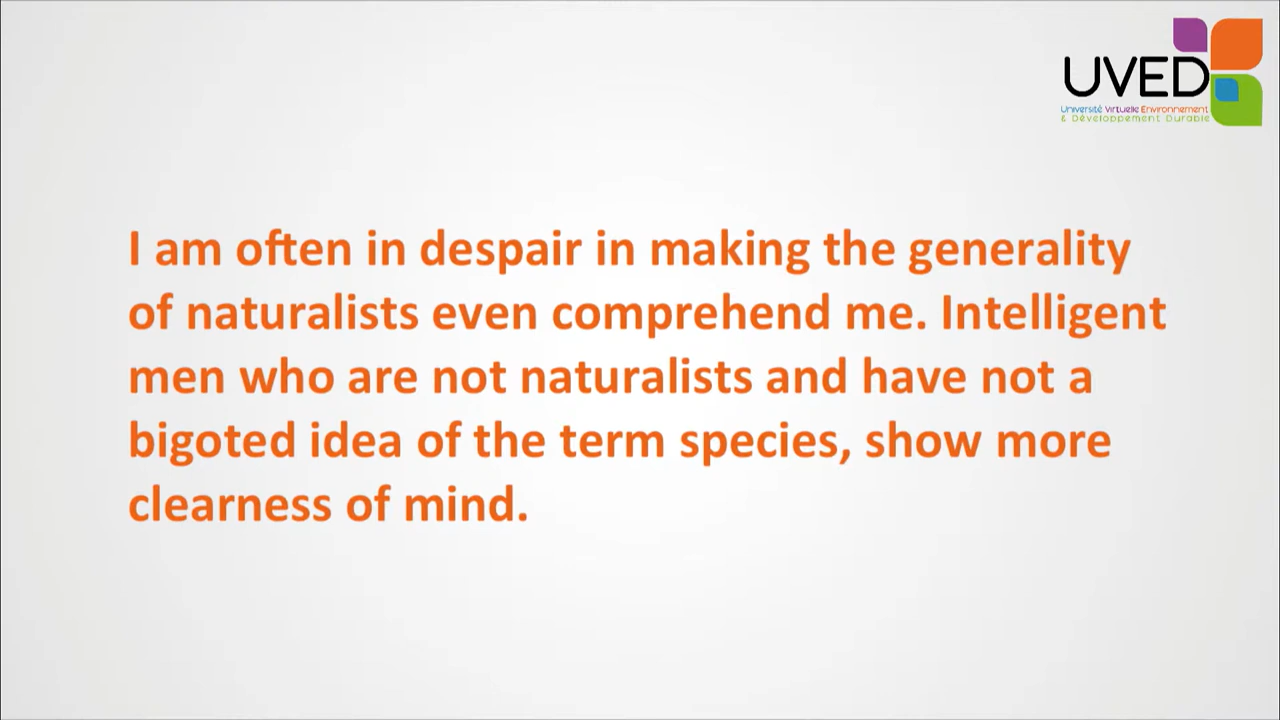 UVED
Université Virtuelle Environnement
& Développement Durable
I am often in despair in making the generality
of naturalists even comprehend me. Intelligent
men who are not naturalists and have not a
bigoted idea of the term species, show more
clearness of mind.